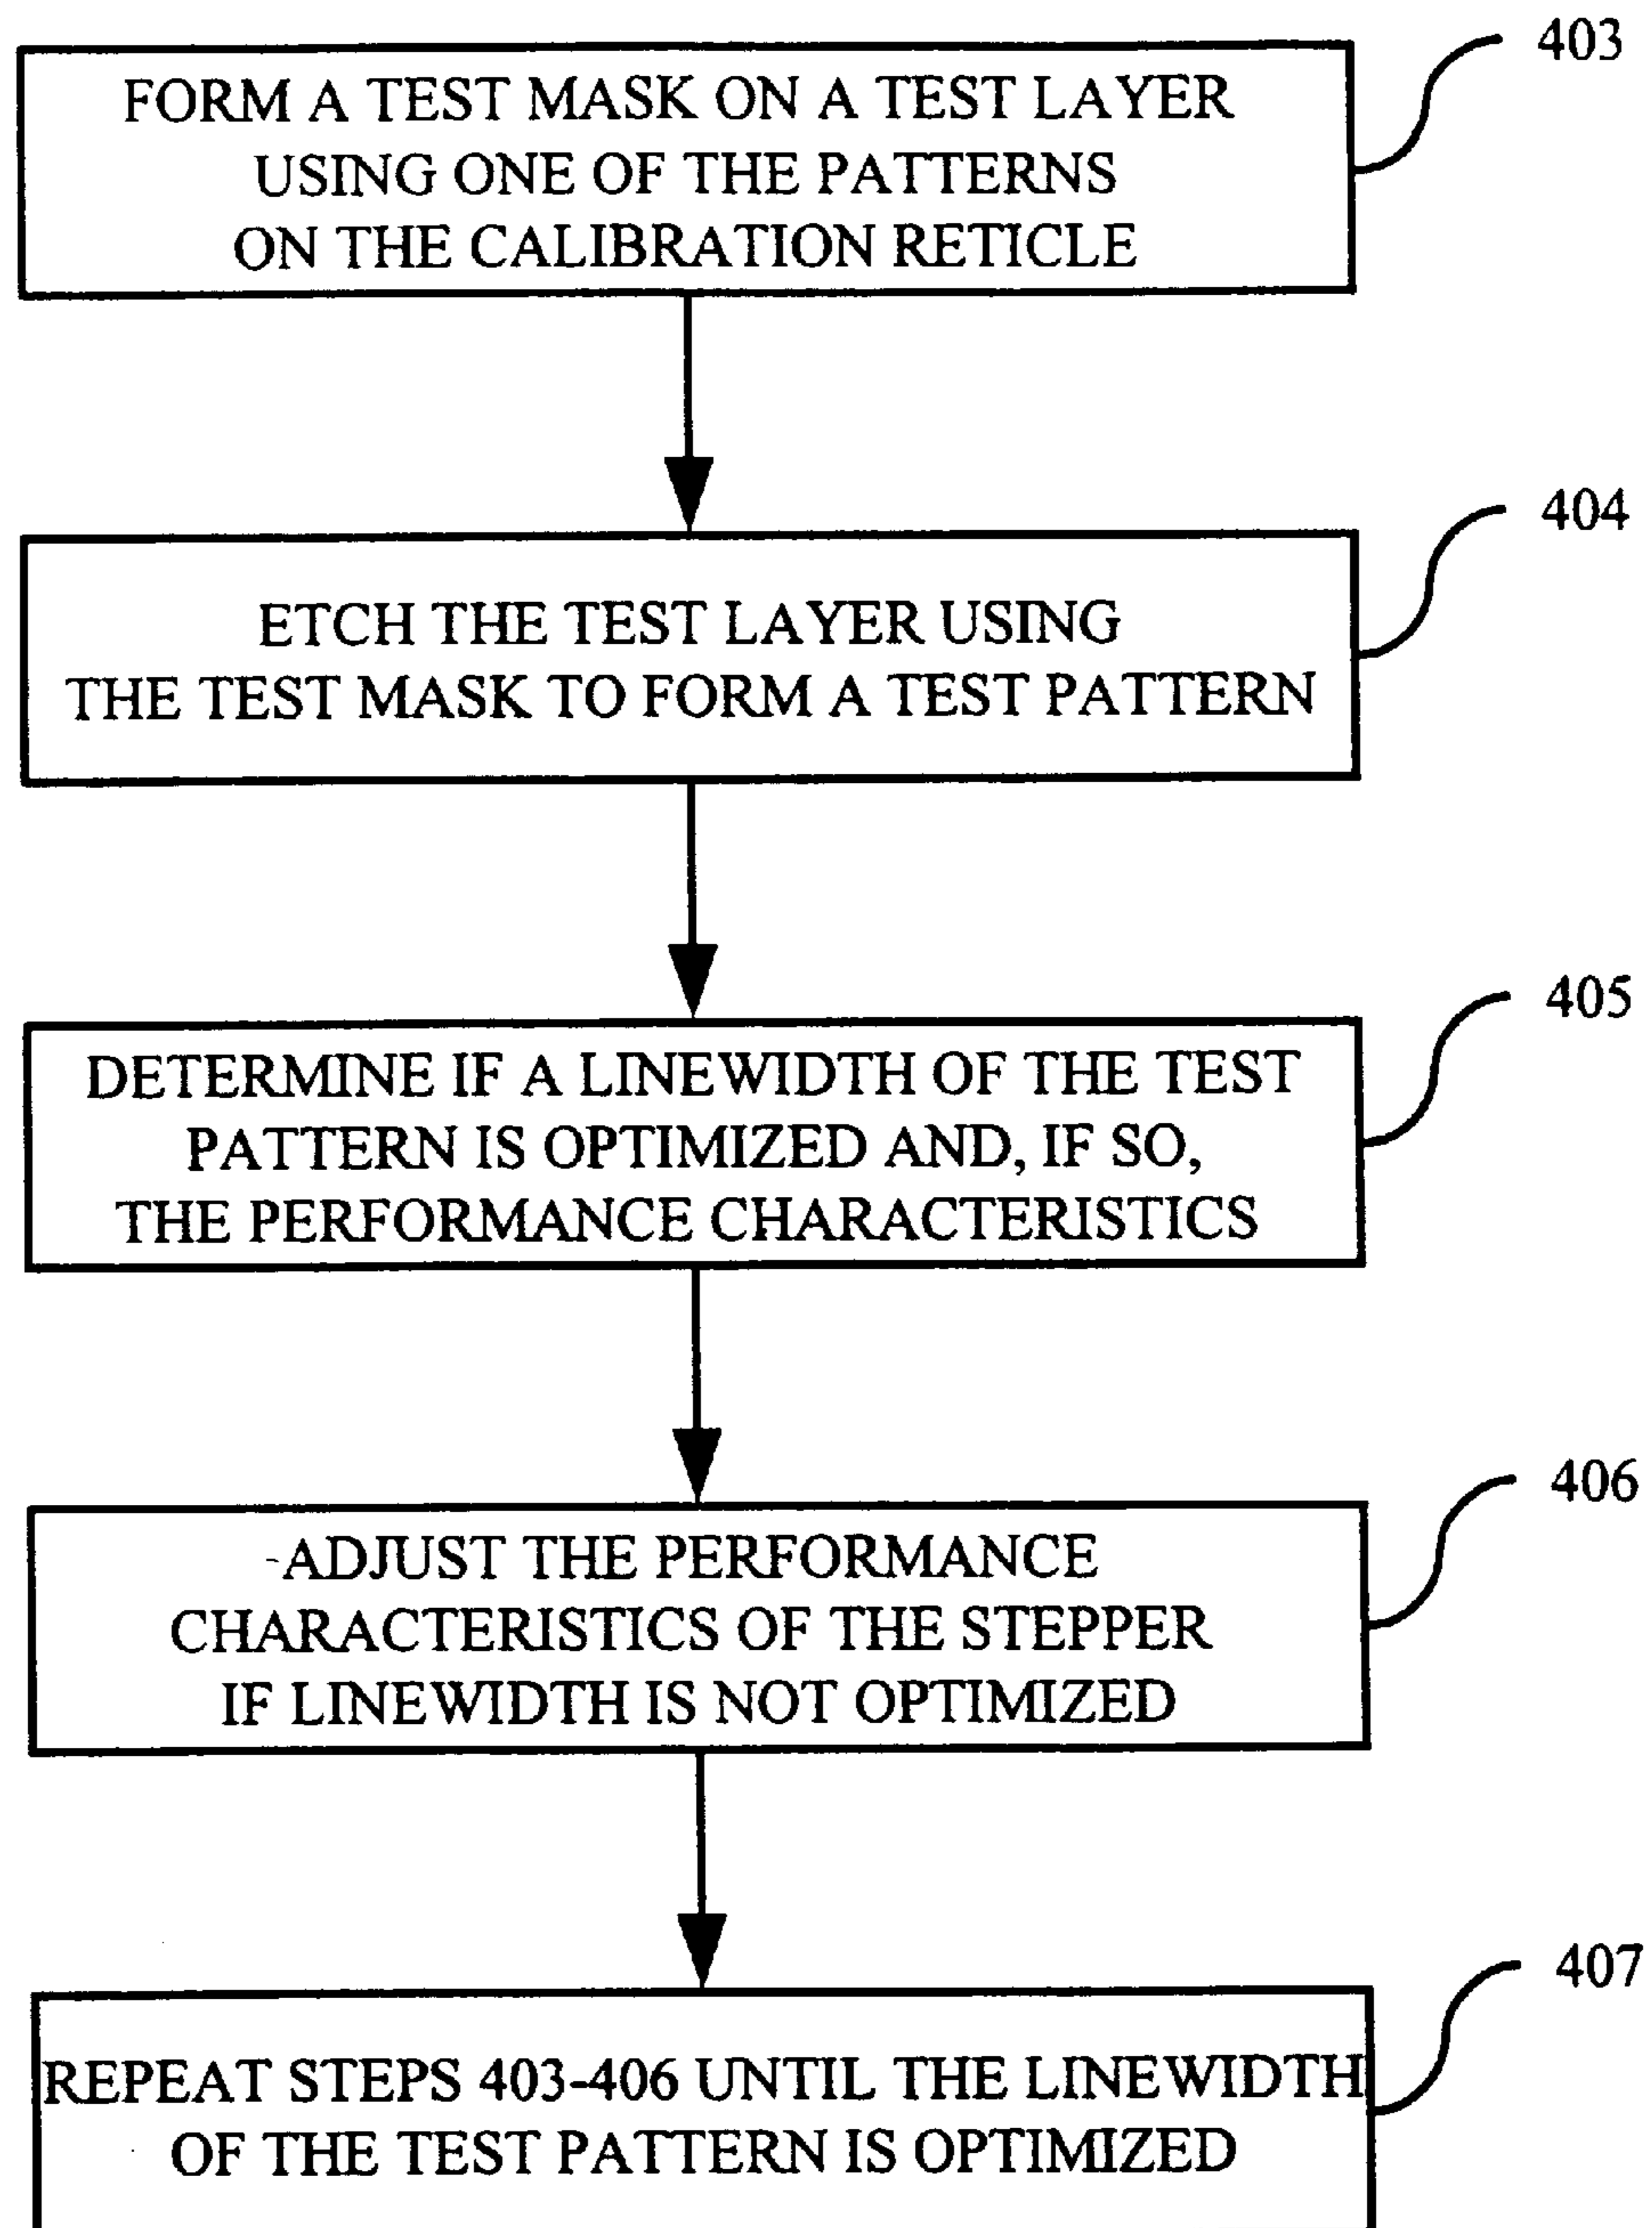 403
FORM A TEST MASK ON A TEST LAYER
USING ONE OF THE PATTERNS
ON THE CALIBRATION RETICLE
404
ETCH THE TEST LAYER USING
THE TEST MASK TO FORM A TEST PATTERN
405
DETERMINE IF A LINEWIDTH OF THE TEST
PATTERN IS OPTIMIZED AND, IF SO,
THE PERFORMANCE CHARACTERISTICS
406
ADJUST THE PERFORMANCE
CHARACTERISTICS OF THE STEPPER
IF LINEWIDTH IS NOT OPTIMIZED
407
REPEAT STEPS 403-406 UNTIL THE LINEWIDTH
OF THE TEST PATTERN IS OPTIMIZED